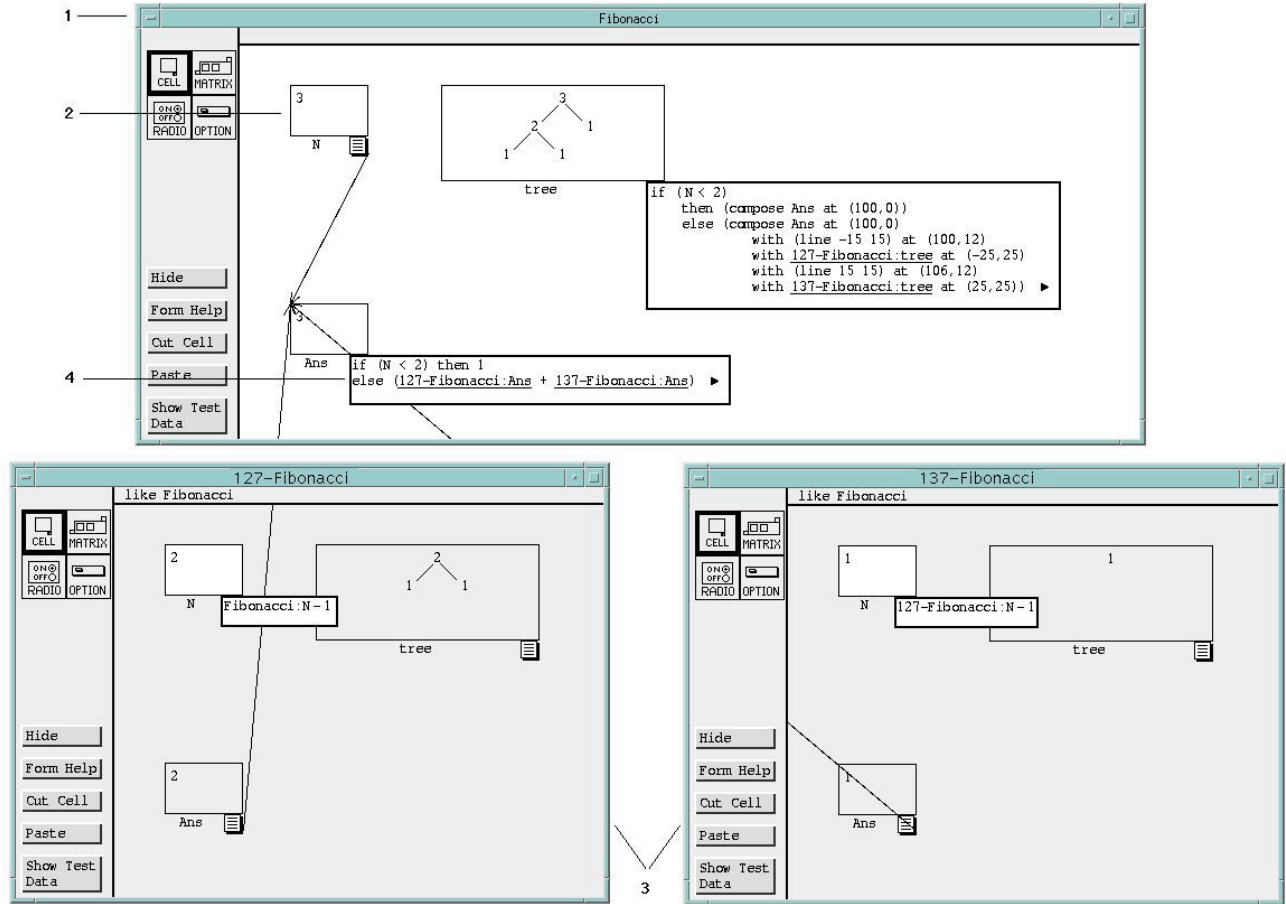 1
Fibonacci
CELL
MATRIX
ON
OFF
RADIO
OPTION
2
3
N
3
2
1
1
1
tree
if (N < 2)
then (compose Ans at (100,0))
else (compose Ans at (100,0)
with (line -15 15) at (100,12)
with 127-Fibonacci:tree at (-25,25)
with (line 15 15) at (106,12)
with 137-Fibonacci:tree at (25,25))
Hide
Form Help
Cut Cell
Paste
Show Test
Data
3
Ans
4
if (N < 2) then 1
else (127-Fibonacci:Ans + 137-Fibonacci:Ans)
127-Fibonacci
like Fibonacci
CELL
MATRIX
ON
OFF
RADIO
OPTION
2
N
Fibonacci:N-1
2
1
1
tree
Hide
Form Help
Cut Cell
Paste
Show Test
Data
2
Ans
137-Fibonacci
like Fibonacci
CELL
MATRIX
ON
OFF
RADIO
OPTION
1
N
127-Fibonacci:N-1
1
tree
Hide
Form Help
Cut Cell
Paste
Show Test
Data
1
Ans
3